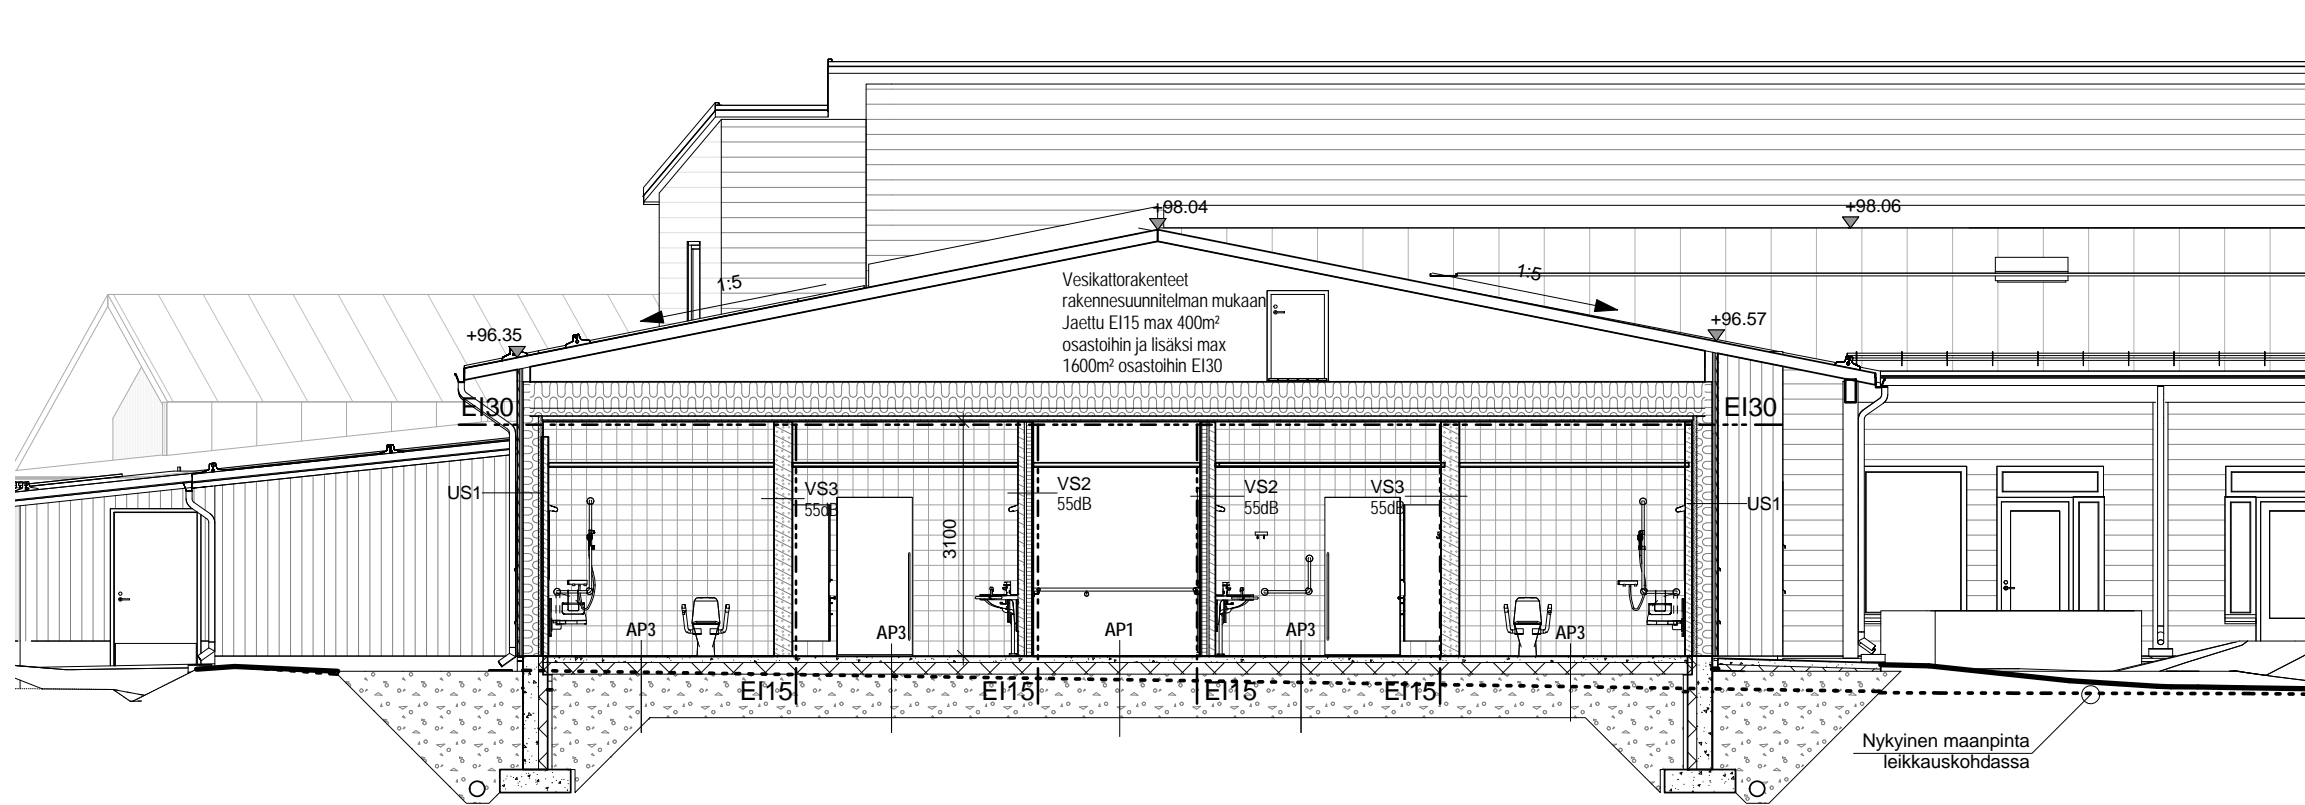 +98.04
+98.06
1:5
1:5
Vesikattorakenteet
rakennesuunnitelman mukaan
Jaettu EI15 max 400m²
osastoihin ja lisäksi max
1600m² osastoihin EI30
+96.35
+96.57
EI30
EI30
US1
VS3
55dB
VS2
55dB
VS2
55dB
VS3
55dB
US1
3100
AP3
AP3
AP1
AP3
AP3
EI15
EI15
EI15
EI15
Nykyinen maanpinta
leikkauskohdassa